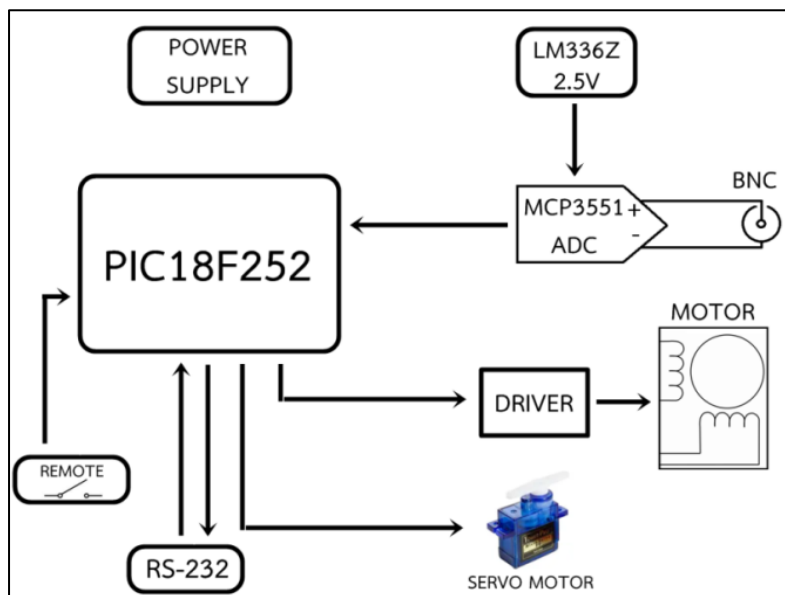 POWER
SUPPLY
LM336Z
2.5V
BNC
MCP3551 +
ADC -
PIC18F252
MOTOR
DRIVER
REMOTE
RS-232
SERVO MOTOR